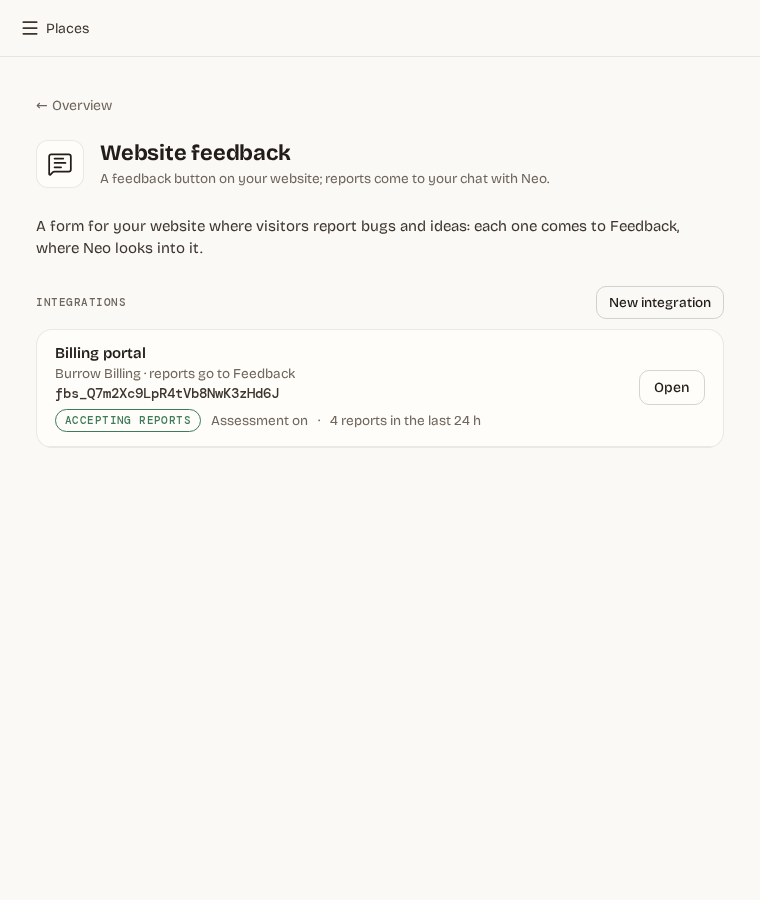 Places
← Overview
Website feedback
A feedback button on your website; reports come to your chat with Neo.
A form for your website where visitors report bugs and ideas: each one comes to Feedback,
where Neo looks into it.
INTEGRATIONS
New integration
Billing portal
Burrow Billing · reports go to Feedback
fbs_Q7m2Xc9LpR4tVb8NwK3zHd6J
Open
ACCEPTING REPORTS Assessment on · 4 reports in the last 24 h